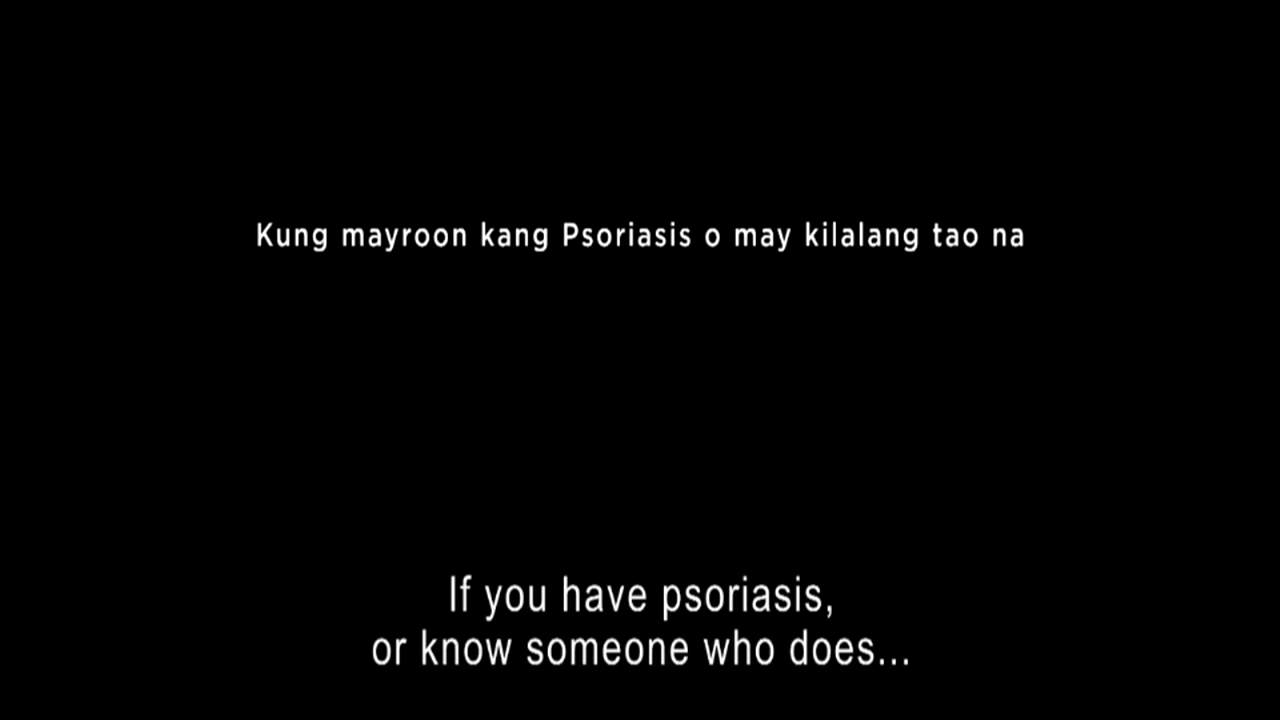 Kung mayroon kang Psoriasis o may kilalang tao na
If you have psoriasis,
or know someone who does...